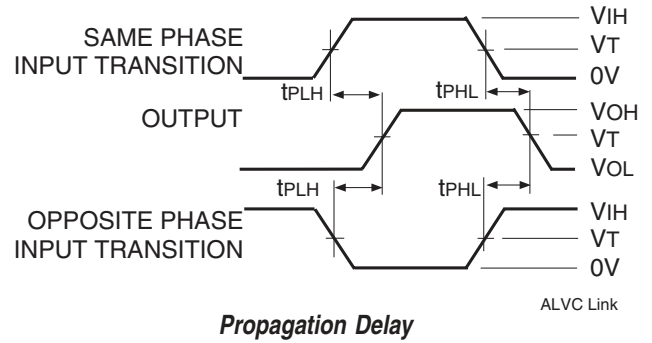 SAME PHASE
INPUT TRANSITION
VIH
VT
0V
tPLH
tPHL
OUTPUT
VOH
VT
VOL
tPLH
tPHL
OPPOSITE PHASE
INPUT TRANSITION
VIH
VT
0V
ALVC Link
Propagation Delay